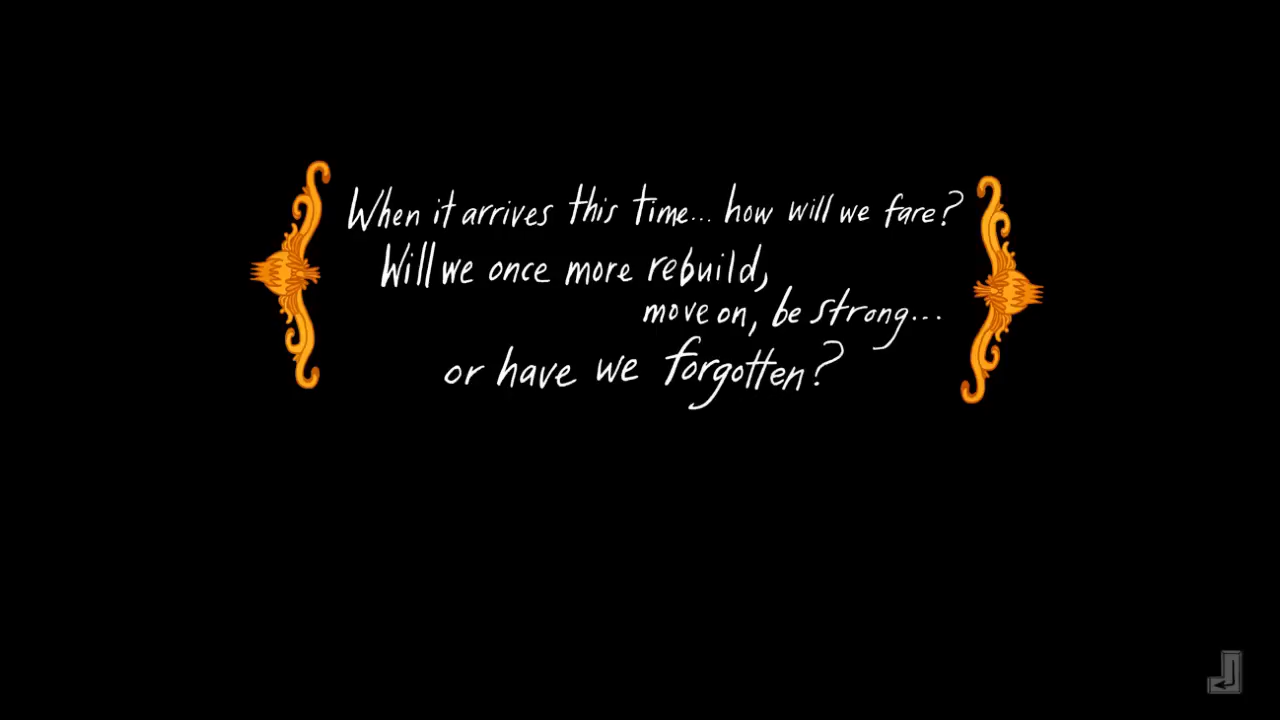 When it arrives this time... how will we fare?
Will we once more rebuild,
move on, be strong...
or have we forgotten?